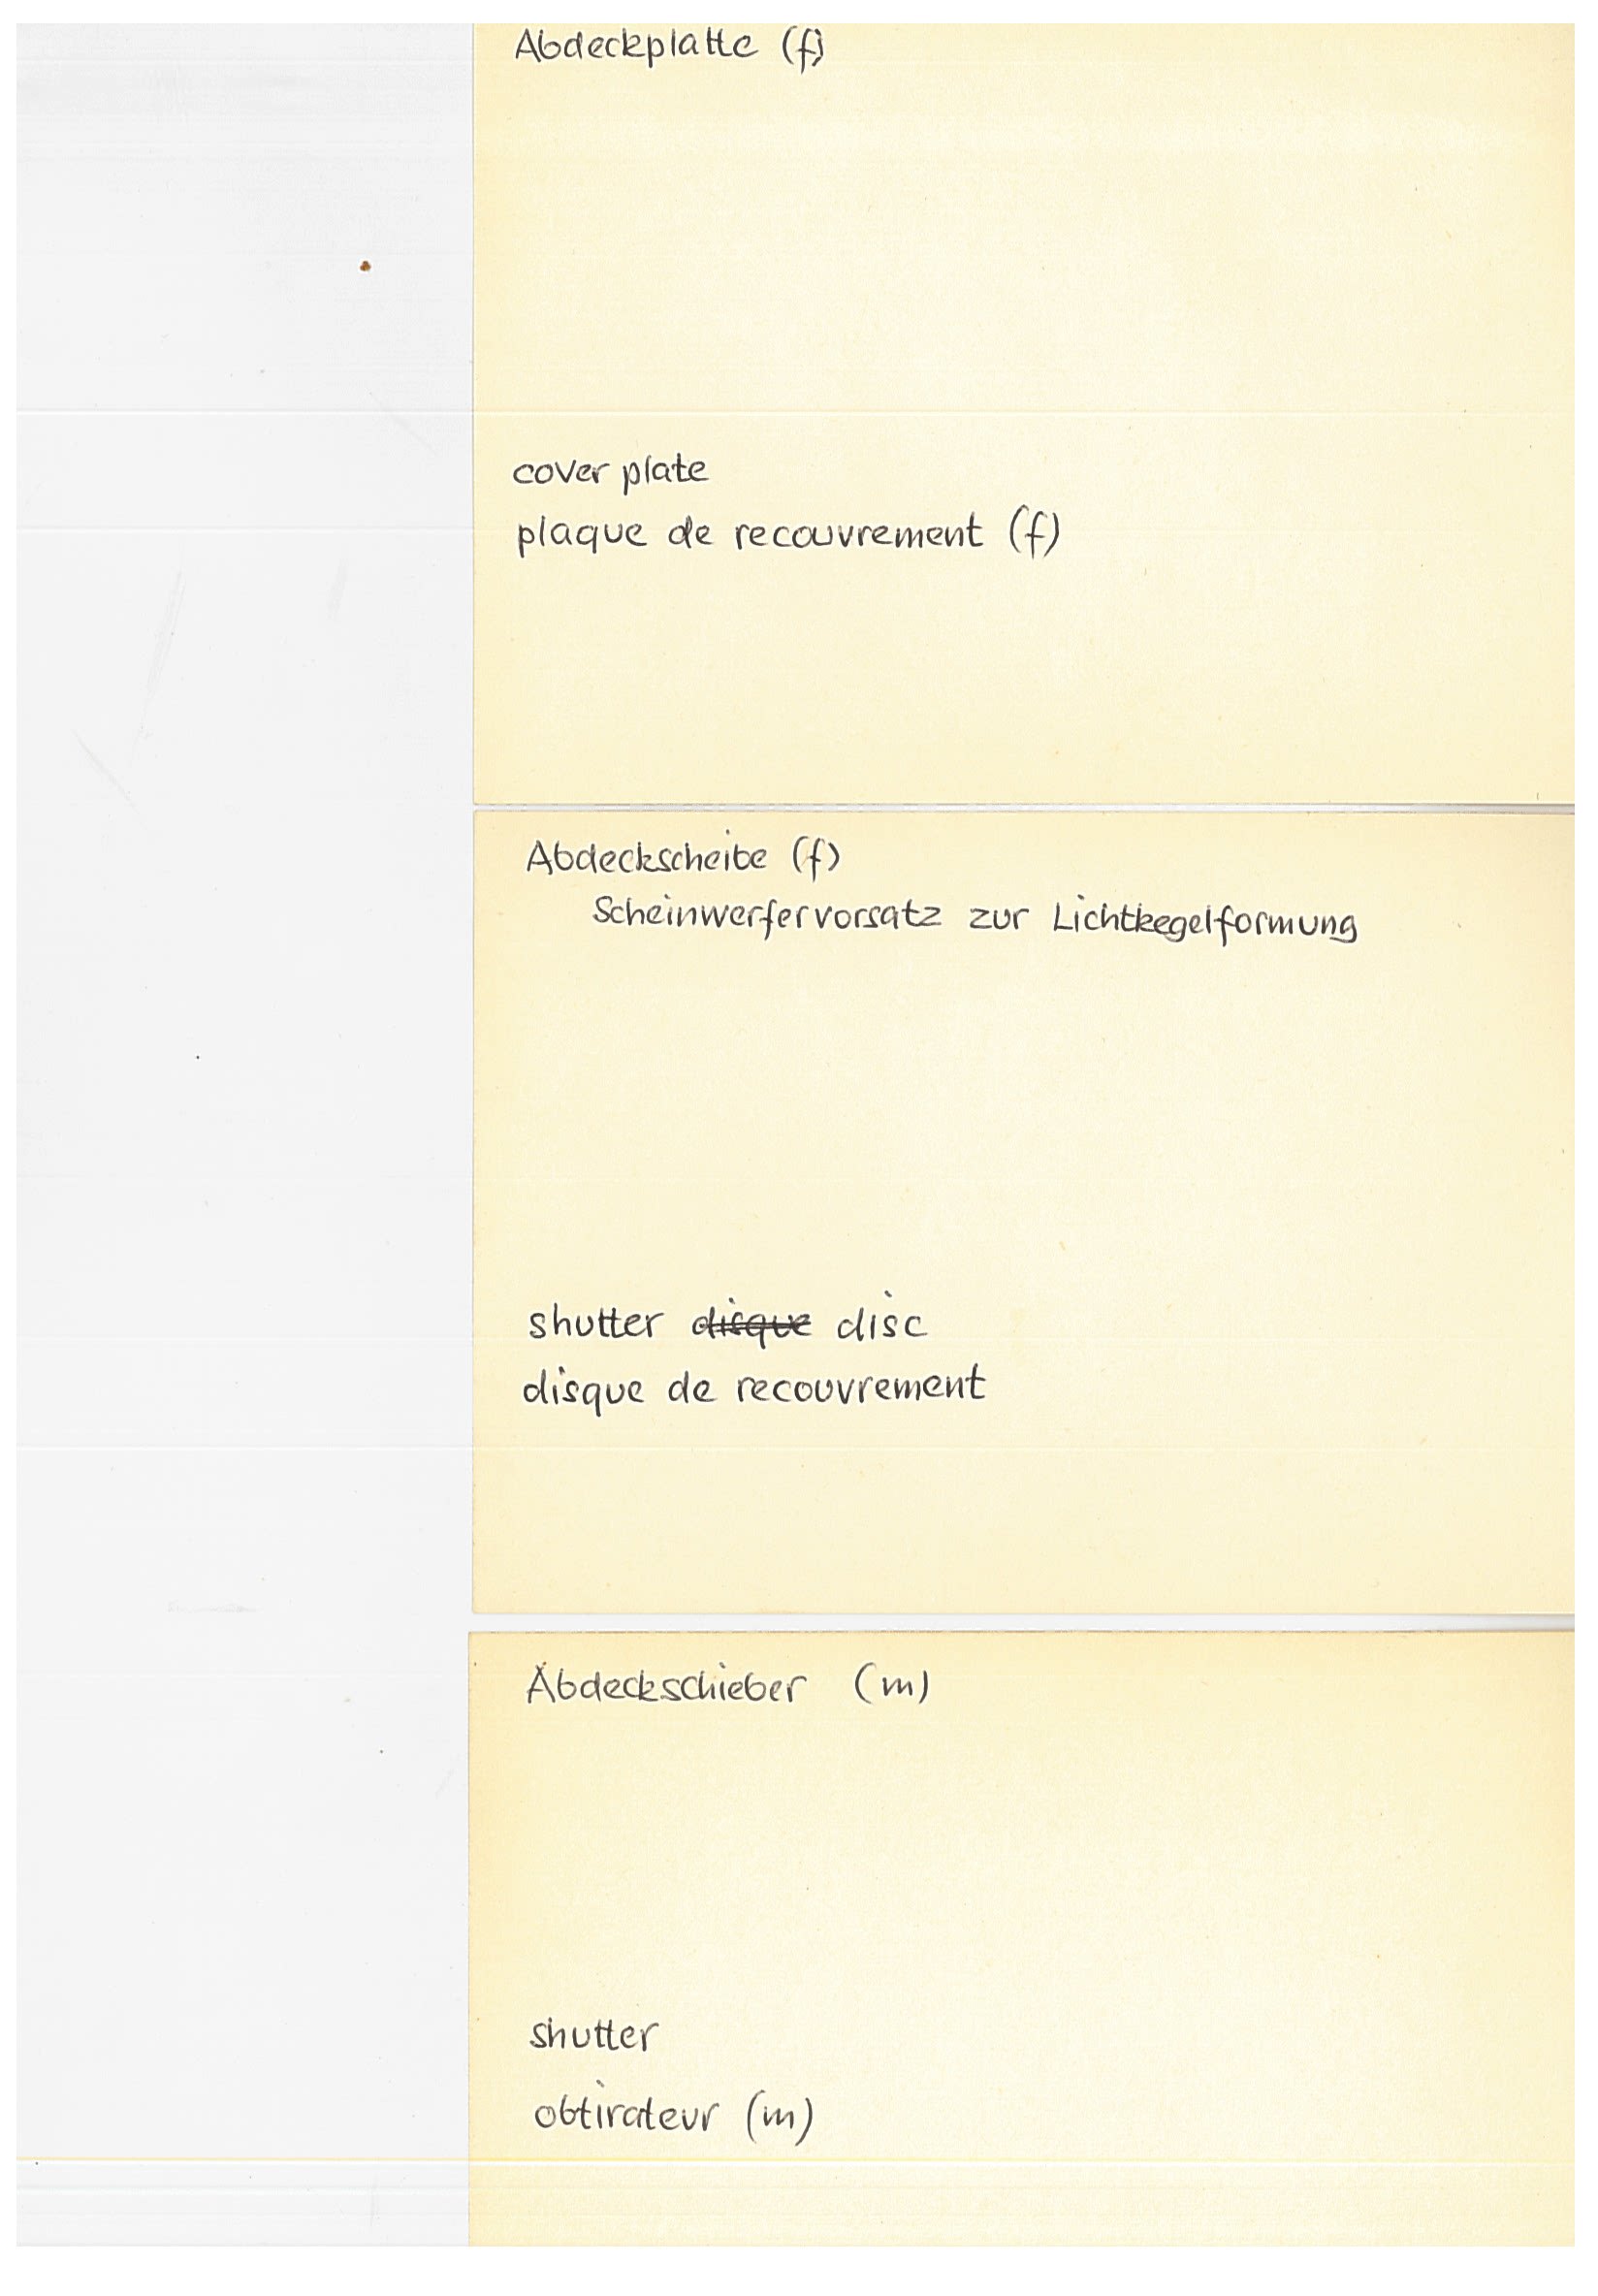 Abdeckplatte (f)
cover plate
plaque de recouvrement (f)
Abdeckscheibe (f)
Scheinwerfervorsatz zur Lichtkegelformung
shutter disque disc
disque de recouvrement
Abdeckschieber (m)
shutter
obtirateur (m)